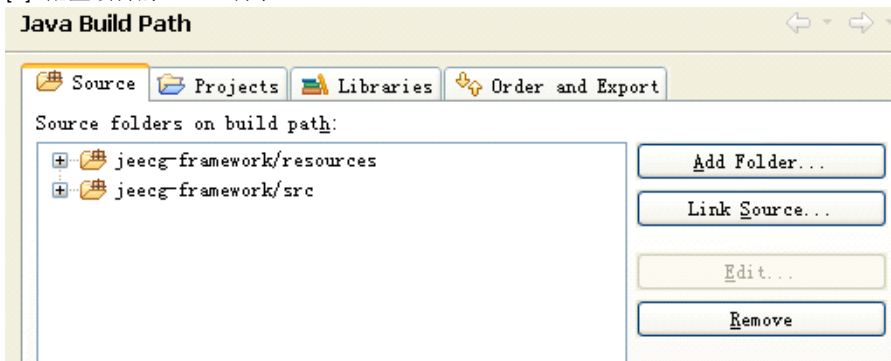 Java Build Path
Source Projects Libraries Order and Export
Source folders on build path:
jeecg-framework/resources
jeecg-framework/src
Add Folder...
Link Source...
Edit...
Remove